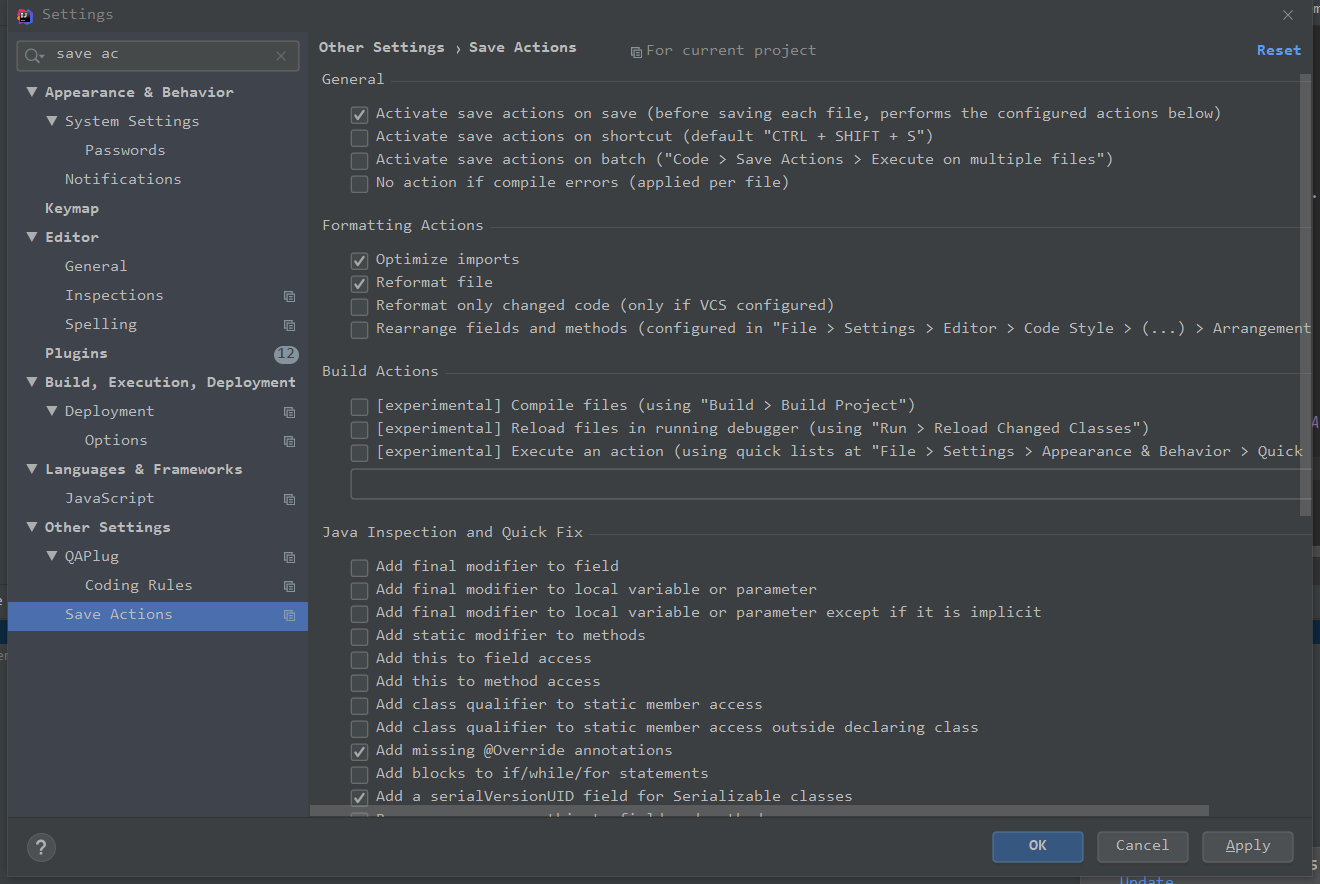 Settings
save ac
Other Settings › Save Actions
For current project
Reset
Appearance & Behavior
System Settings
Passwords
Notifications
Keymap
Editor
General
Inspections
Spelling
Plugins
12
Build, Execution, Deployment
Deployment
Options
Languages & Frameworks
JavaScript
Other Settings
QAPlug
Coding Rules
Save Actions
General
Activate save actions on save (before saving each file, performs the configured actions below)
Activate save actions on shortcut (default "CTRL + SHIFT + S")
Activate save actions on batch ("Code > Save Actions > Execute on multiple files")
No action if compile errors (applied per file)
Formatting Actions
Optimize imports
Reformat file
Reformat only changed code (only if VCS configured)
Rearrange fields and methods (configured in "File > Settings > Editor > Code Style > (...) > Arrangement
Build Actions
[experimental] Compile files (using "Build > Build Project")
[experimental] Reload files in running debugger (using "Run > Reload Changed Classes")
[experimental] Execute an action (using quick lists at "File > Settings > Appearance & Behavior > Quick
Java Inspection and Quick Fix
Add final modifier to field
Add final modifier to local variable or parameter
Add final modifier to local variable or parameter except if it is implicit
Add static modifier to methods
Add this to field access
Add this to method access
Add class qualifier to static member access
Add class qualifier to static member access outside declaring class
Add missing @Override annotations
Add blocks to if/while/for statements
Add a serialVersionUID field for Serializable classes
?
OK
Cancel
Apply
Update